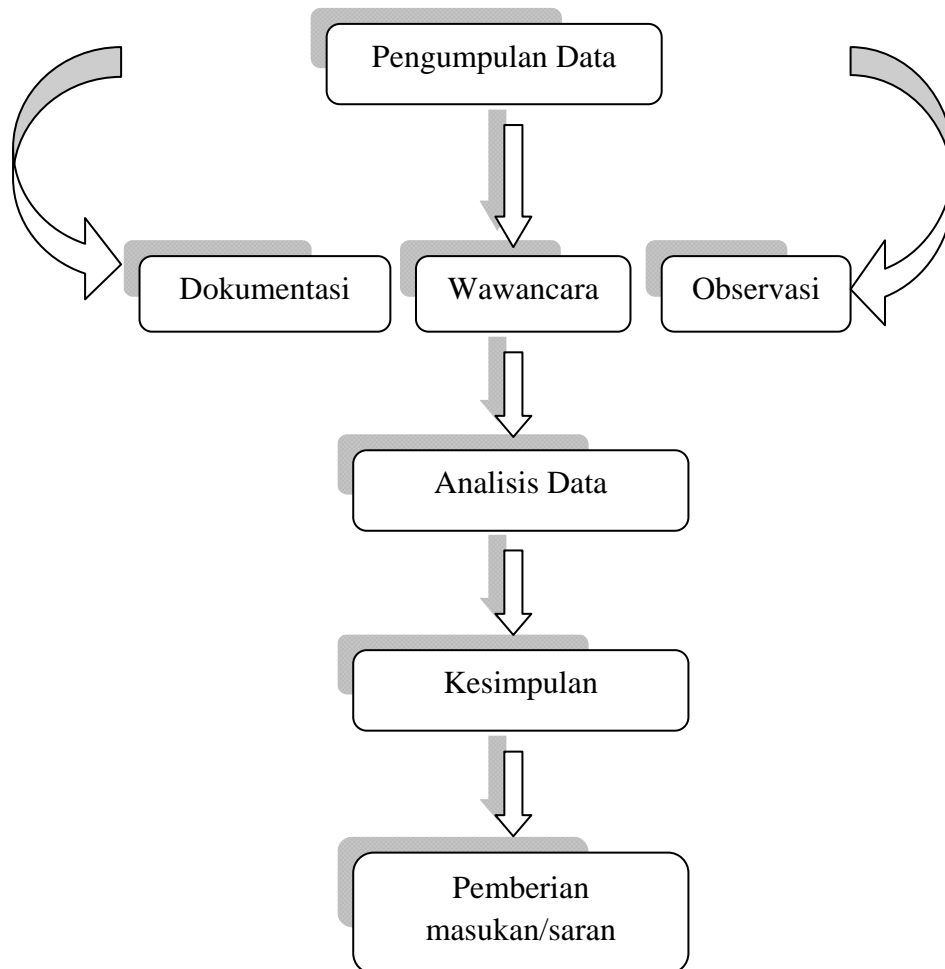 Pengumpulan Data
Dokumentasi
Wawancara
Observasi
Analisis Data
Kesimpulan
Pemberian
masukan/saran